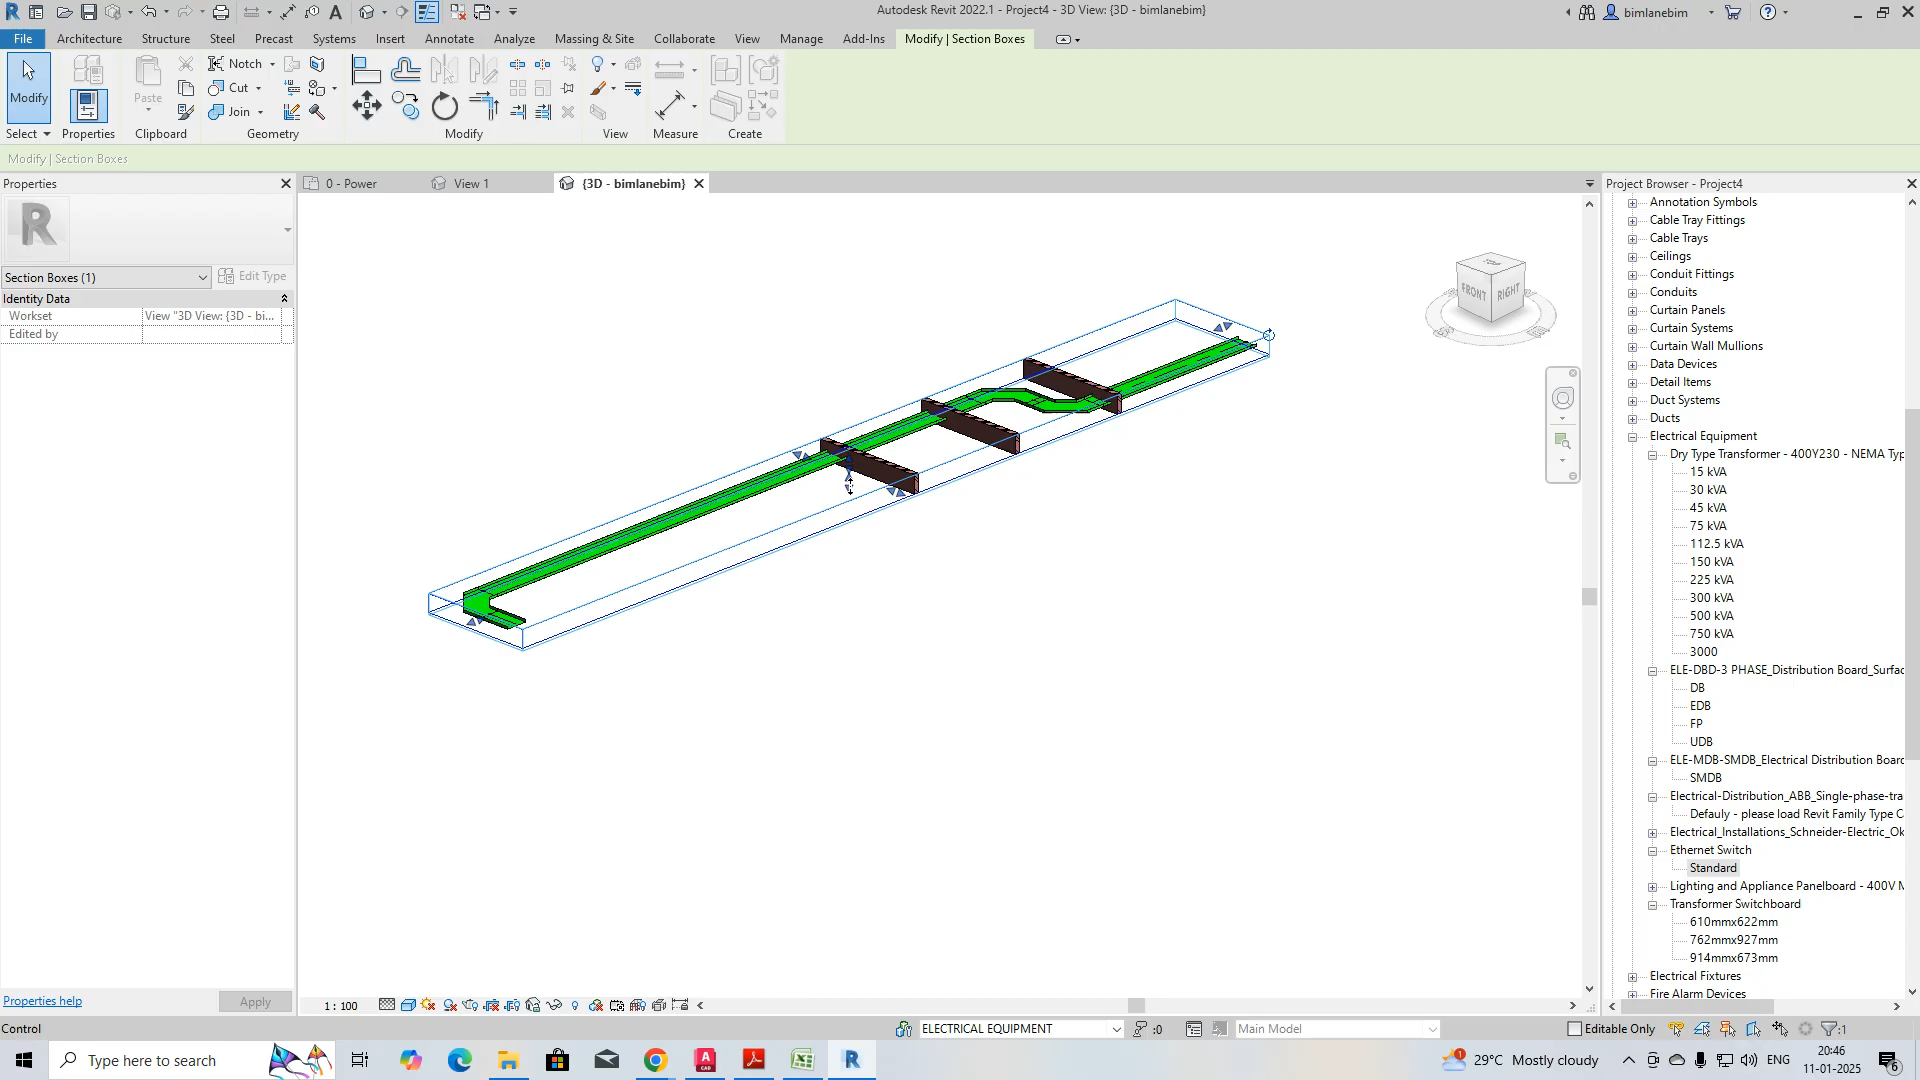 Autodesk Revit 2022.1 - Project4 - 3D View: {3D - bimlanebim}
bimlanebim
File Architecture Structure Steel Precast Systems Insert Annotate Analyze Massing & Site Collaborate View Manage Add-Ins Modify | Section Boxes
Modify
Paste
Notch
Cut
Join
Select Properties Clipboard Geometry Modify View Measure Create
Modify | Section Boxes
Properties
0 - Power
View 1
{3D - bimlanebim}
Project Browser - Project4
Section Boxes (1)
Edit Type
Identity Data
Workset
View "3D View: {3D - bi...
Edited by
FRONT
RIGHT
Annotation Symbols
Cable Tray Fittings
Cable Trays
Ceilings
Conduit Fittings
Conduits
Curtain Panels
Curtain Systems
Curtain Wall Mullions
Data Devices
Detail Items
Duct Systems
Ducts
Electrical Equipment
Dry Type Transformer - 400Y230 - NEMA Typ
15 kVA
30 kVA
45 kVA
75 kVA
112.5 kVA
150 kVA
225 kVA
300 kVA
500 kVA
750 kVA
3000
ELE-DBD-3 PHASE_Distribution Board_Surfac
DB
EDB
FP
UDB
ELE-MDB-SMDB_Electrical Distribution Board
SMDB
Electrical-Distribution_ABB_Single-phase-tra
Defauly - please load Revit Family Type C
Electrical_Installations_Schneider-Electric_Ok
Ethernet Switch
Standard
Lighting and Appliance Panelboard - 400V M
Transformer Switchboard
610mmx622mm
762mmx927mm
914mmx673mm
Electrical Fixtures
Fire Alarm Devices
Properties help
Apply
1 : 100
Control
ELECTRICAL EQUIPMENT
:0
Main Model
Editable Only
:1
Type here to search
29°C Mostly cloudy
ENG
20:46
11-01-2025